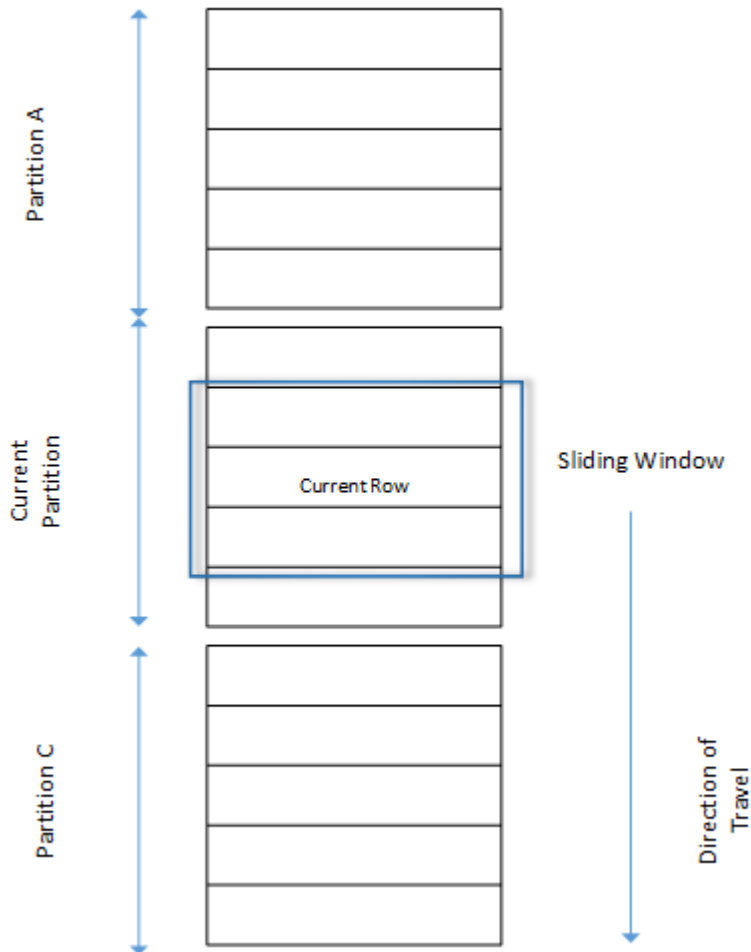 Partition A
Current
Partition
Current Row
Sliding Window
Partition C
Direction of
Travel